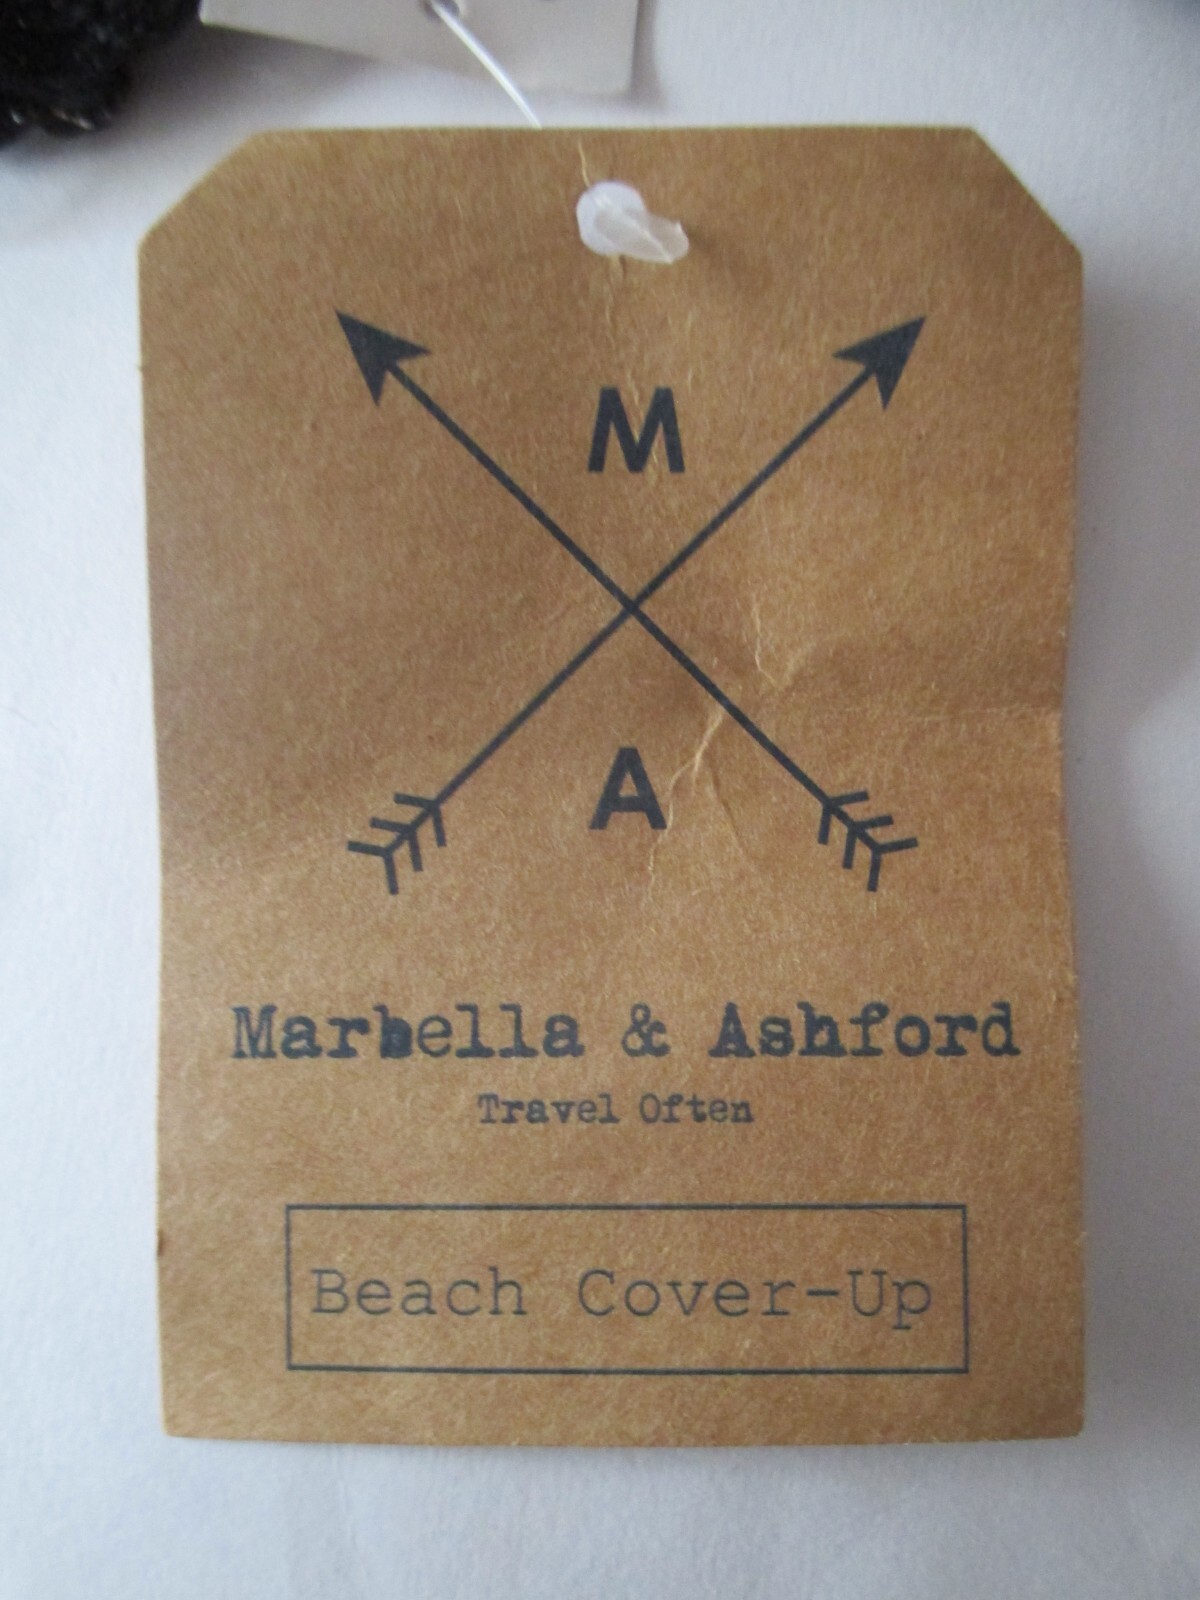 M
A
Marbella & Ashford
Travel Often
Beach Cover-Up